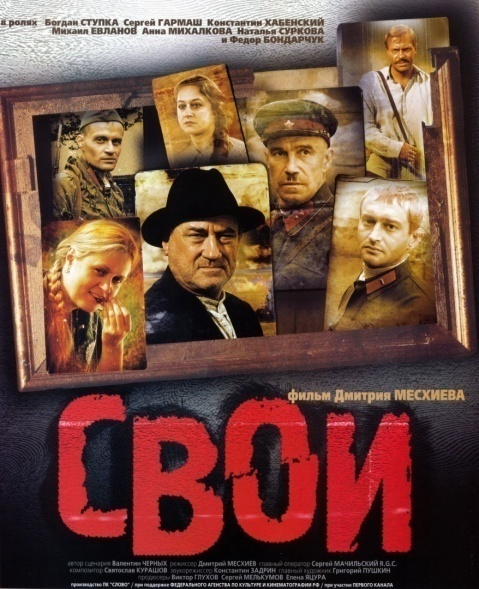 в ролях Богдан СТУПКА Сергей ГАРМАШ Константин ХАБЕНСКИЙ
Михаил ЕВЛАНОВ Анна МИХАЛКОВА Наталья СУРКОВА
и Федор БОНДАРЧУК
фильм Дмитрия МЕСХИЕВА
СВОИ
автор сценария Валентин ЧЕРНЫХ режиссер Дмитрий МЕСХИЕВ главный оператор Сергей МАЧИЛЬСКИЙ R.G.C.
композитор Святослав КУРАШОВ звукорежиссер Константин ЗАДРИН главный художник Григорий ПУШКИН
продюсеры Виктор ГЛУХОВ Сергей МЕЛЬКУМОВ Елена ЯЦУРА
производство ПК "СЛОВО" / при поддержке ФЕДЕРАЛЬНОГО АГЕНСТВА ПО КУЛЬТУРЕ И КИНЕМАТОГРАФИИ РФ / при участии ПЕРВОГО КАНАЛА